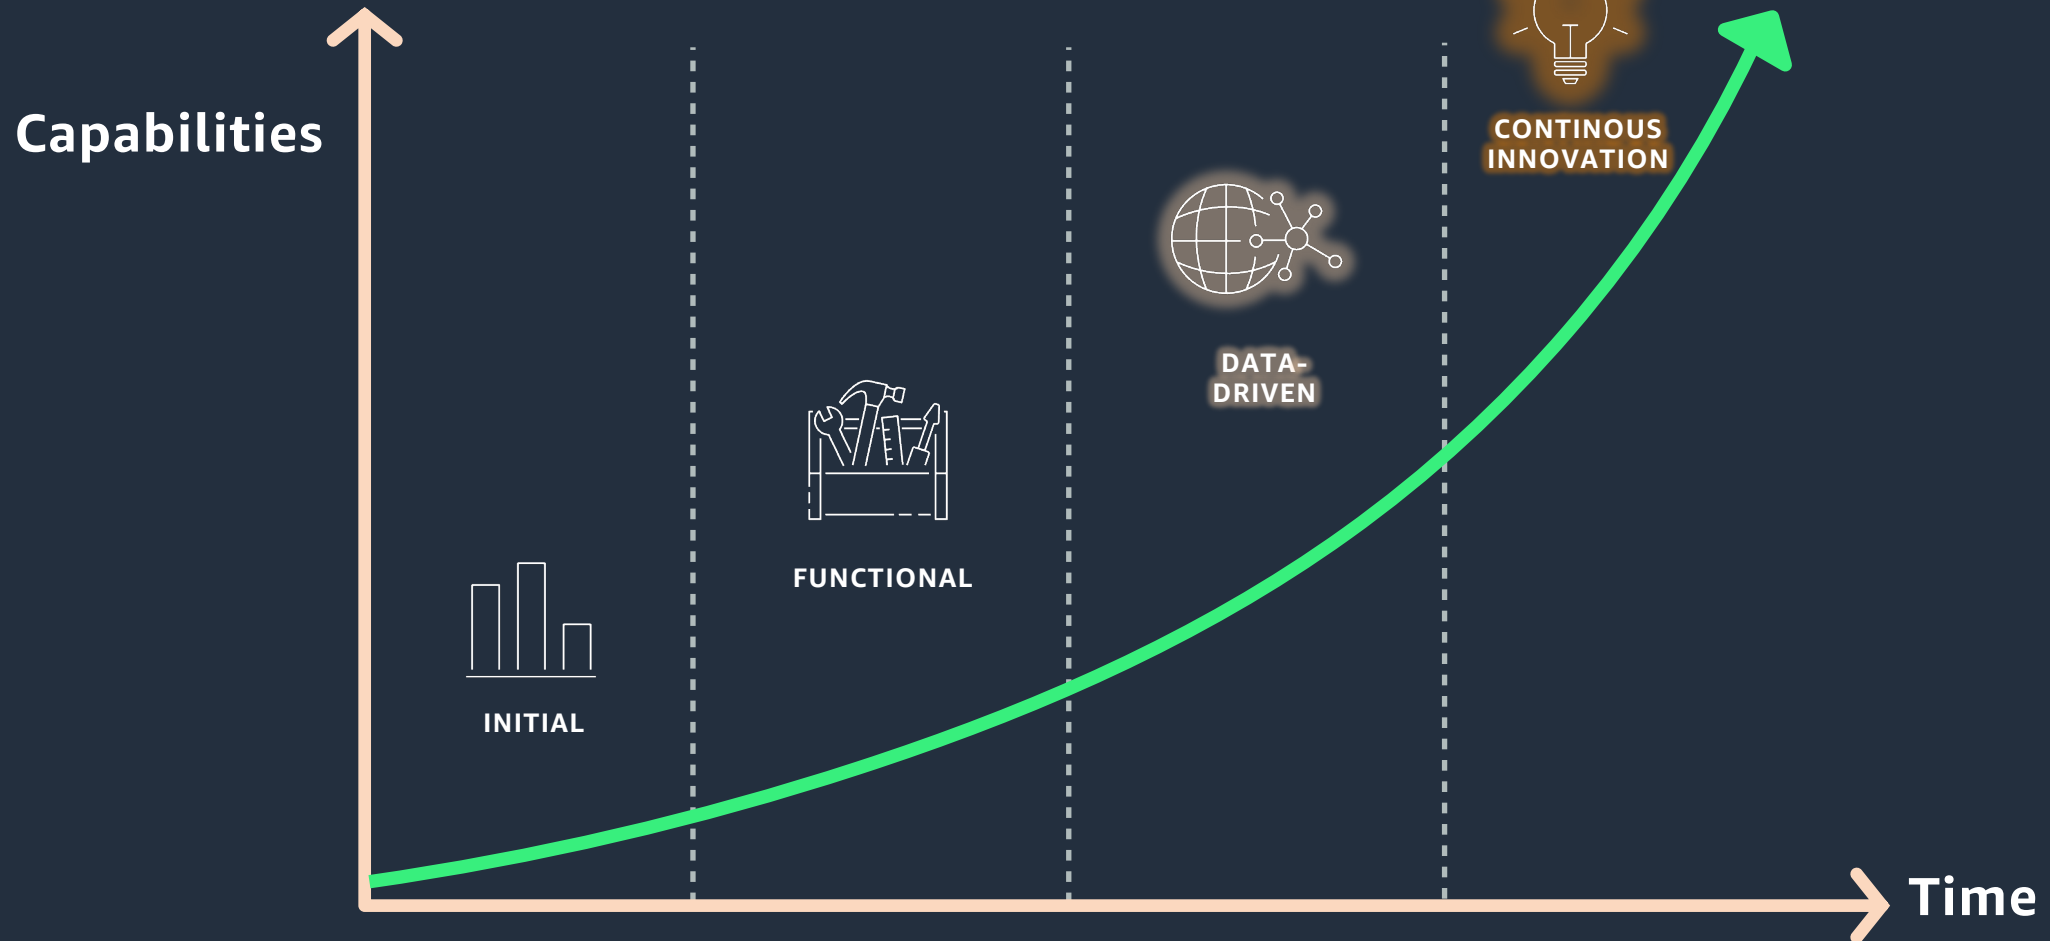 Capabilities
CONTINOUS
INNOVATION
DATA-
DRIVEN
FUNCTIONAL
INITIAL
Time